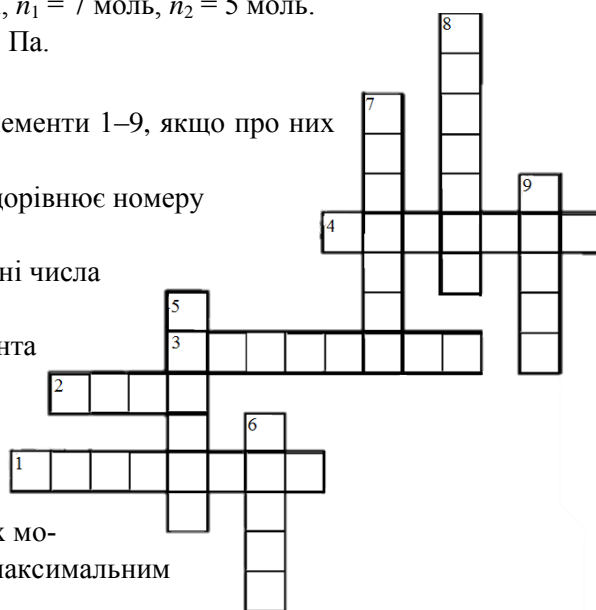 , n₁ = 7 моль, n₂ = 5 моль.
Па.
ементи 1–9, якщо про них
дорівнює номеру
ні числа
нта
х мо-
максимальним
8
7
9
4
5
3
2
6
1